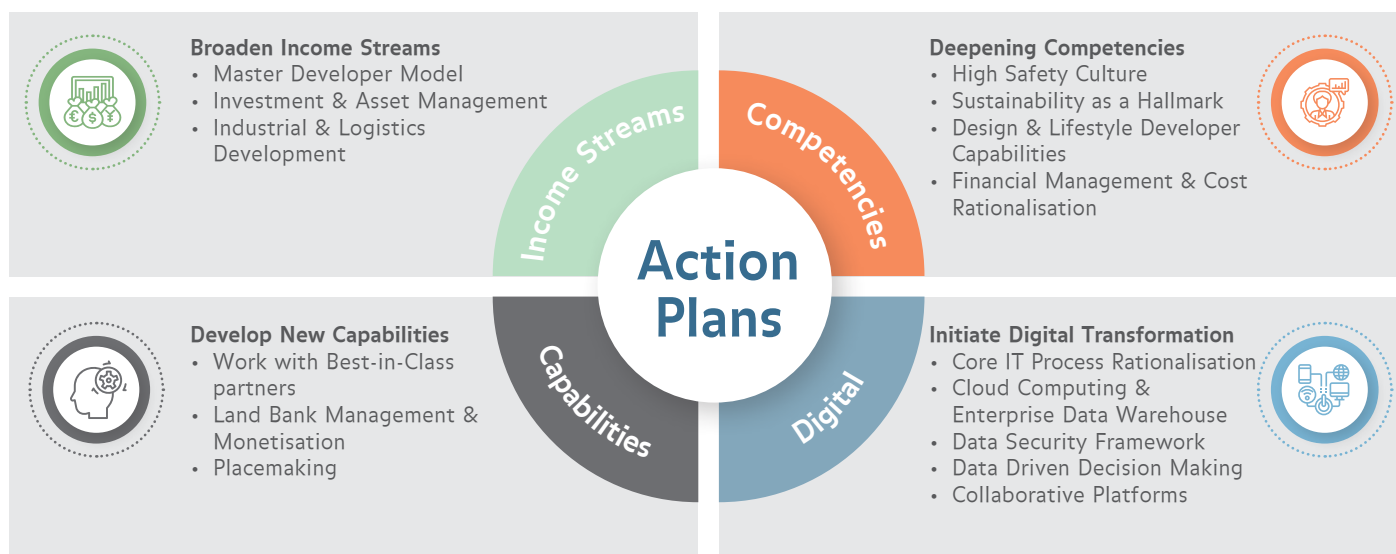 Broaden Income Streams
• Master Developer Model
• Investment & Asset Management
• Industrial & Logistics
Development
Income Streams
Deepening Competencies
• High Safety Culture
• Sustainability as a Hallmark
• Design & Lifestyle Developer
Capabilities
• Financial Management & Cost
Rationalisation
Competencies
Action
Plans
Develop New Capabilities
• Work with Best-in-Class
partners
• Land Bank Management &
Monetisation
• Placemaking
Capabilities
Initiate Digital Transformation
• Core IT Process Rationalisation
• Cloud Computing &
Enterprise Data Warehouse
• Data Security Framework
• Data Driven Decision Making
• Collaborative Platforms
Digital